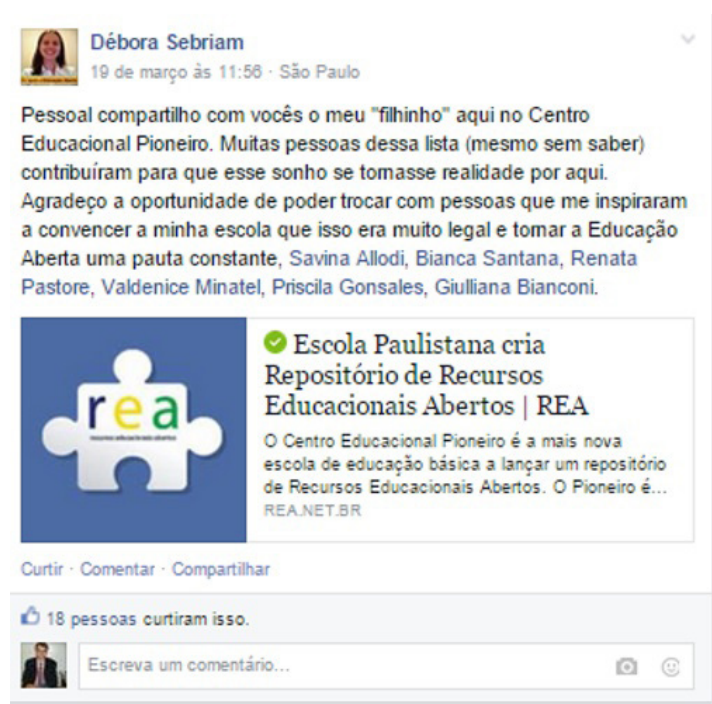 Débora Sebriam
19 de março às 11:56 · São Paulo
Pessoal compartilho com vocês o meu "filhinho" aqui no Centro
Educacional Pioneiro. Muitas pessoas dessa lista (mesmo sem saber)
contribuíram para que esse sonho se tornasse realidade por aqui.
Agradeço a oportunidade de poder trocar com pessoas que me inspiraram
a convencer a minha escola que isso era muito legal e tornar a Educação
Aberta uma pauta constante, Savina Allodi, Bianca Santana, Renata
Pastore, Valdenice Minatel, Priscila Gonsales, Giulliana Bianconi.
rea
recursos educacionais abertos
Escola Paulistana cria
Repositório de Recursos
Educacionais Abertos | REA
O Centro Educacional Pioneiro é a mais nova
escola de educação básica a lançar um repositório
de Recursos Educacionais Abertos. O Pioneiro é...
REA.NET.BR
Curtir · Comentar · Compartilhar
18 pessoas curtiram isso.
Escreva um comentário...